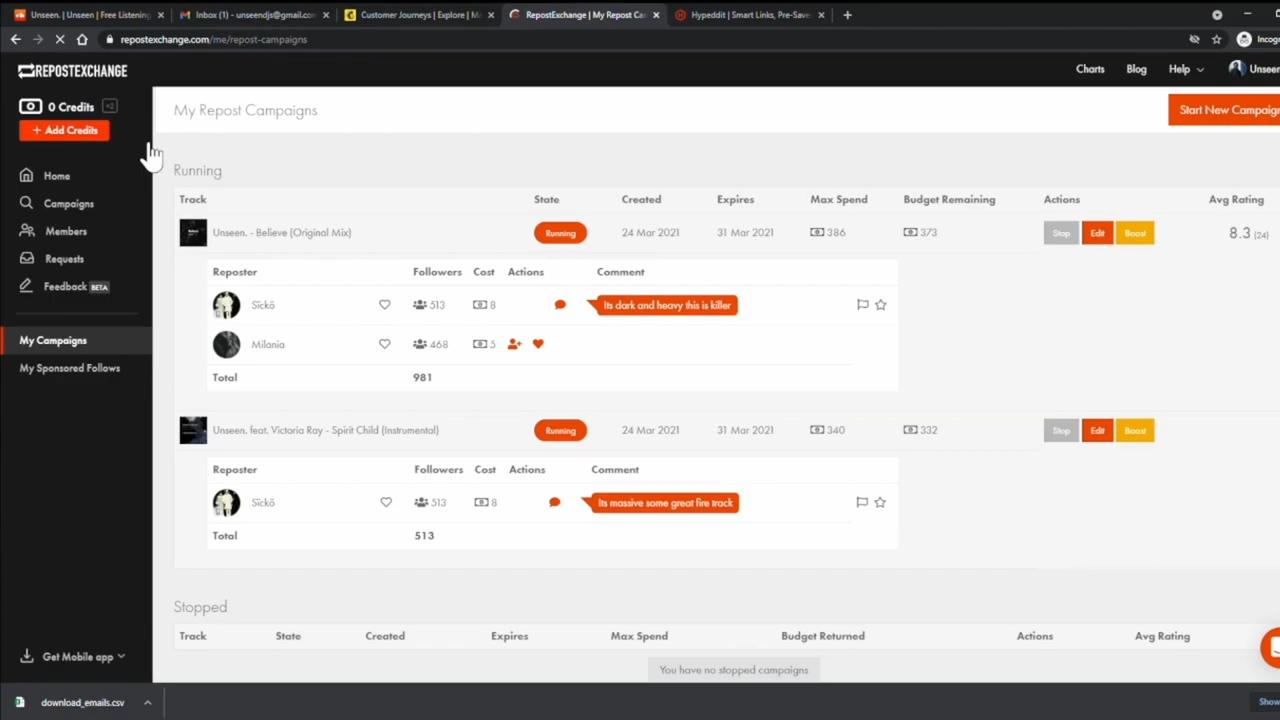 Unseen. | Unseen | Free Listening
Inbox (1) - unseendjs@gmail.com
Customer Journeys | Explore | M
RepostExchange | My Repost Ca
Hypeddit | Smart Links, Pre-Save
repostexchange.com/me/repost-campaigns
Incog
REPOSTEXCHANGE
Charts Blog Help Unseen
0 Credits +2
+ Add Credits
My Repost Campaigns
Start New Campaign
Home
Campaigns
Members
Requests
Feedback BETA
My Campaigns
My Sponsored Follows
Get Mobile app
Running
Track State Created Expires Max Spend Budget Remaining Actions Avg Rating
Unseen. - Believe (Original Mix) Running 24 Mar 2021 31 Mar 2021 386 373 Stop Edit Boost 8.3 (24)
Reposter Followers Cost Actions Comment
Sïckö 513 8 Its dark and heavy this is killer
Milania 468 5
Total 981
Unseen. feat. Victoria Ray - Spirit Child (Instrumental) Running 24 Mar 2021 31 Mar 2021 340 332 Stop Edit Boost
Reposter Followers Cost Actions Comment
Sïckö 513 8 Its massive some great fire track
Total 513
Stopped
Track State Created Expires Max Spend Budget Returned Actions Avg Rating
You have no stopped campaigns
download_emails.csv
Show